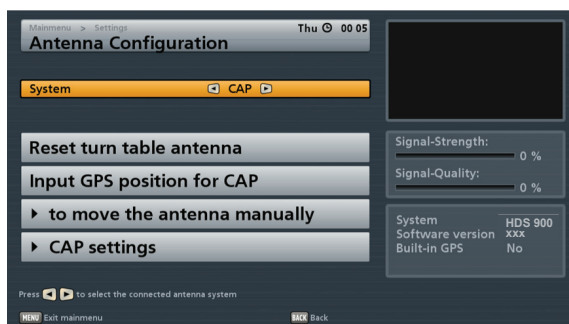 Mainmenu > Settings
Thu 00 05
Antenna Configuration
System CAP
Reset turn table antenna
Input GPS position for CAP
to move the antenna manually
CAP settings
Signal-Strength:
0 %
Signal-Quality:
0 %
System HDS 900
Software version xxx
Built-in GPS No
Press to select the connected antenna system
MENU Exit mainmenu
BACK Back